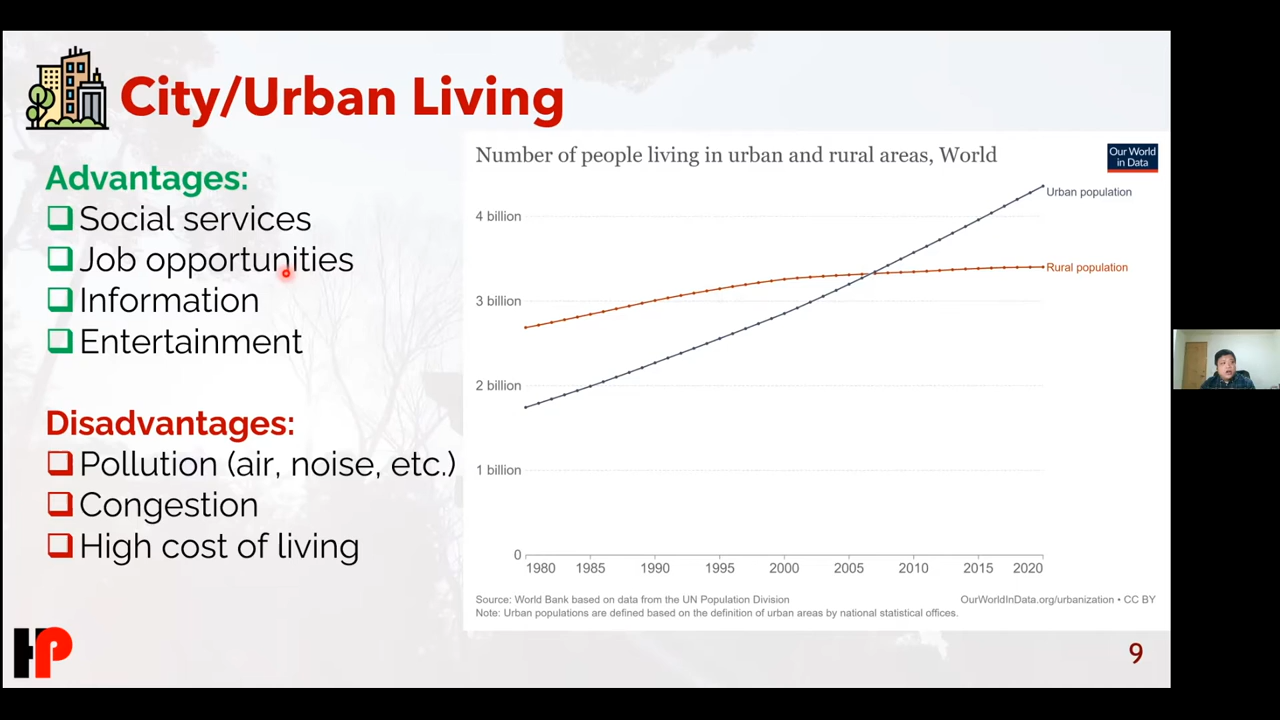 City/Urban Living
Advantages:
Social services
Job opportunities
Information
Entertainment
Disadvantages:
Pollution (air, noise, etc.)
Congestion
High cost of living
Number of people living in urban and rural areas, World
Our World
in Data
Urban population
4 billion
Rural population
3 billion
2 billion
1 billion
0
1980 1985 1990 1995 2000 2005 2010 2015 2020
Source: World Bank based on data from the UN Population Division
OurWorldInData.org/urbanization • CC BY
Note: Urban populations are defined based on the definition of urban areas by national statistical offices.
HP
9